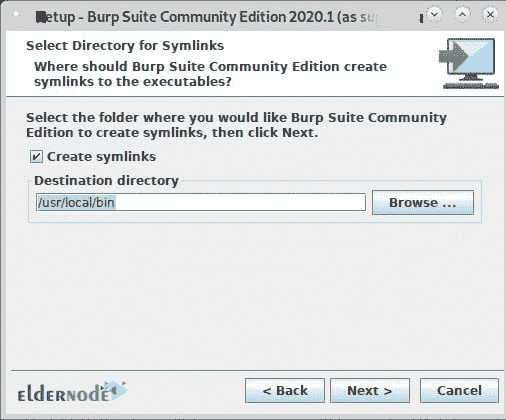 etup - Burp Suite Community Edition 2020.1 (as su
Select Directory for Symlinks
Where should Burp Suite Community Edition create
symlinks to the executables?
Select the folder where you would like Burp Suite Community
Edition to create symlinks, then click Next.
Create symlinks
Destination directory
/usr/local/bin
Browse ...
ELDERNODE
< Back
Next >
Cancel